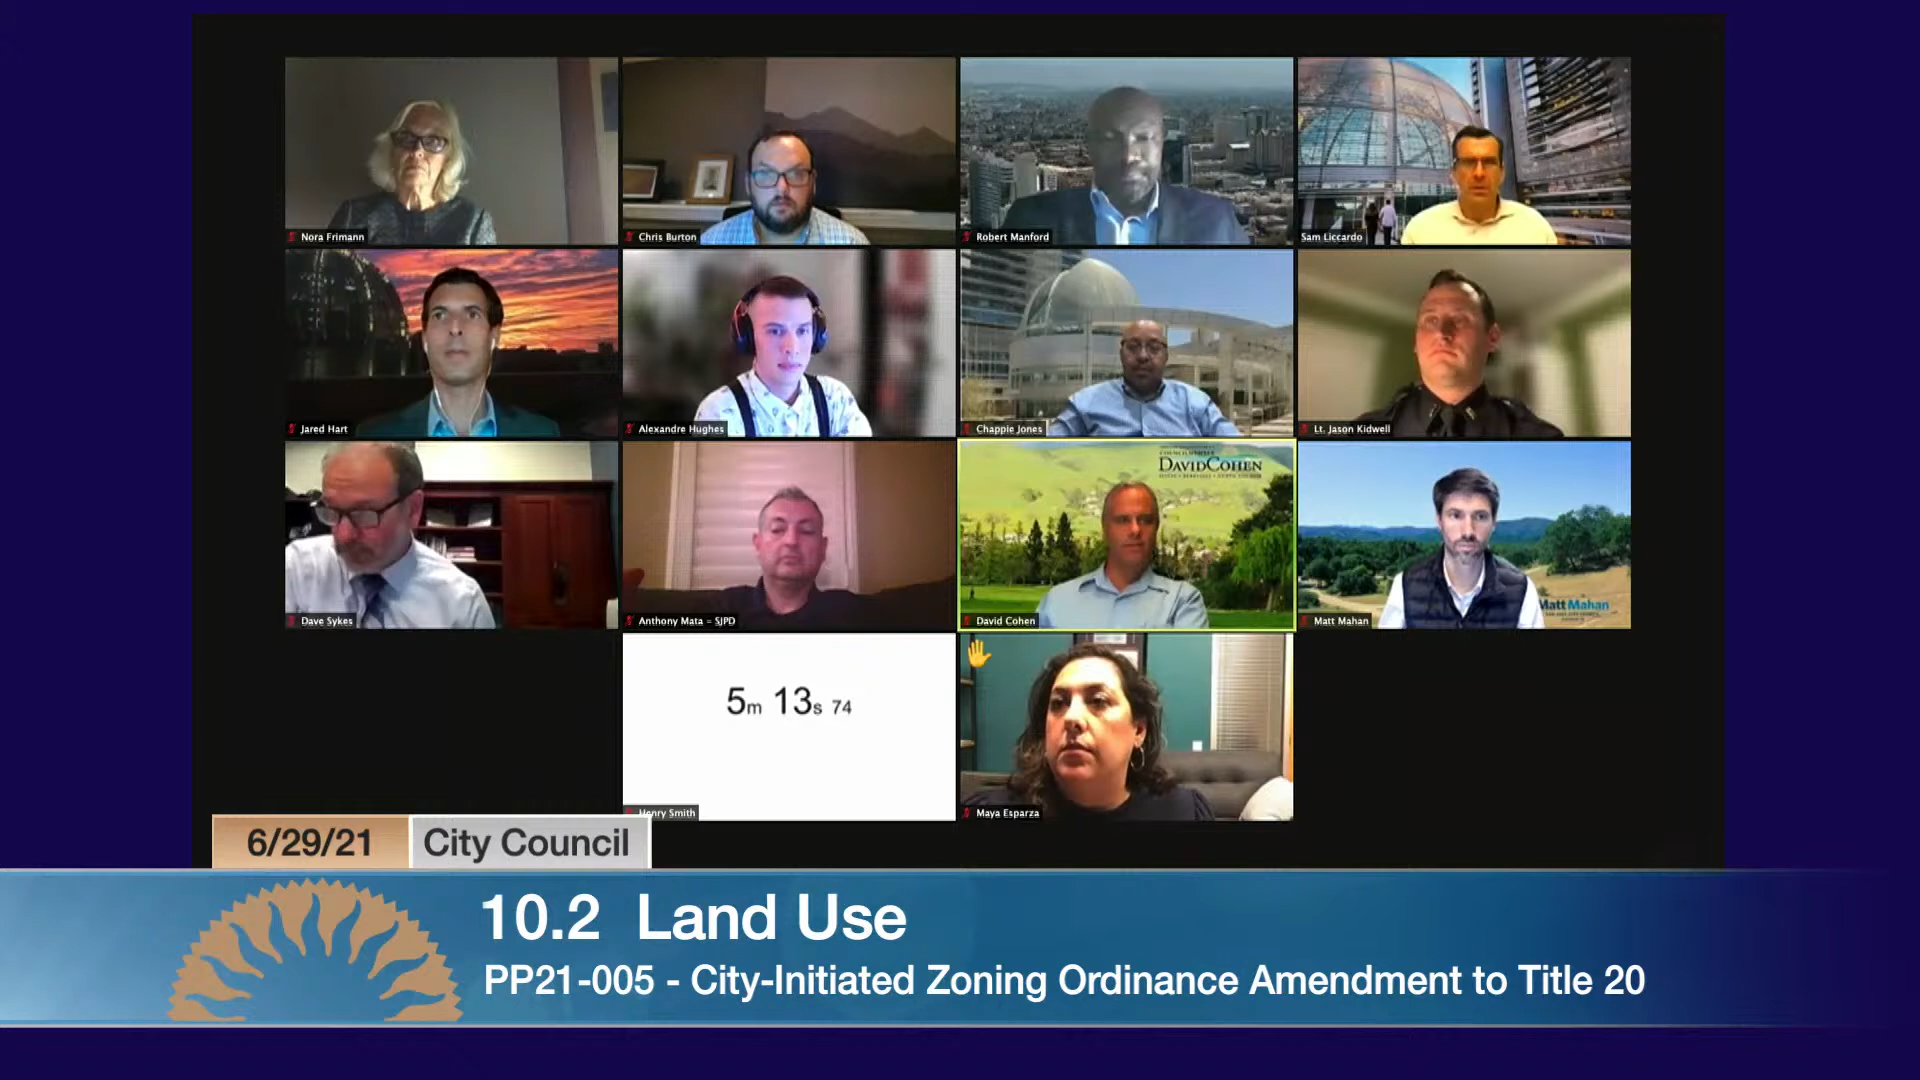 Nora Frimann
Chris Burton
Robert Manford
Sam Liccardo
Jared Hart
Alexandre Hughes
Chappie Jones
Lt. Jason Kidwell
DAVID COHEN
Dave Sykes
Anthony Mata - SJPD
David Cohen
Matt Mahan
Matt Mahan
5m 13s 74
Henry Smith
Maya Esparza
6/29/21
City Council
10.2 Land Use
PP21-005 - City-Initiated Zoning Ordinance Amendment to Title 20